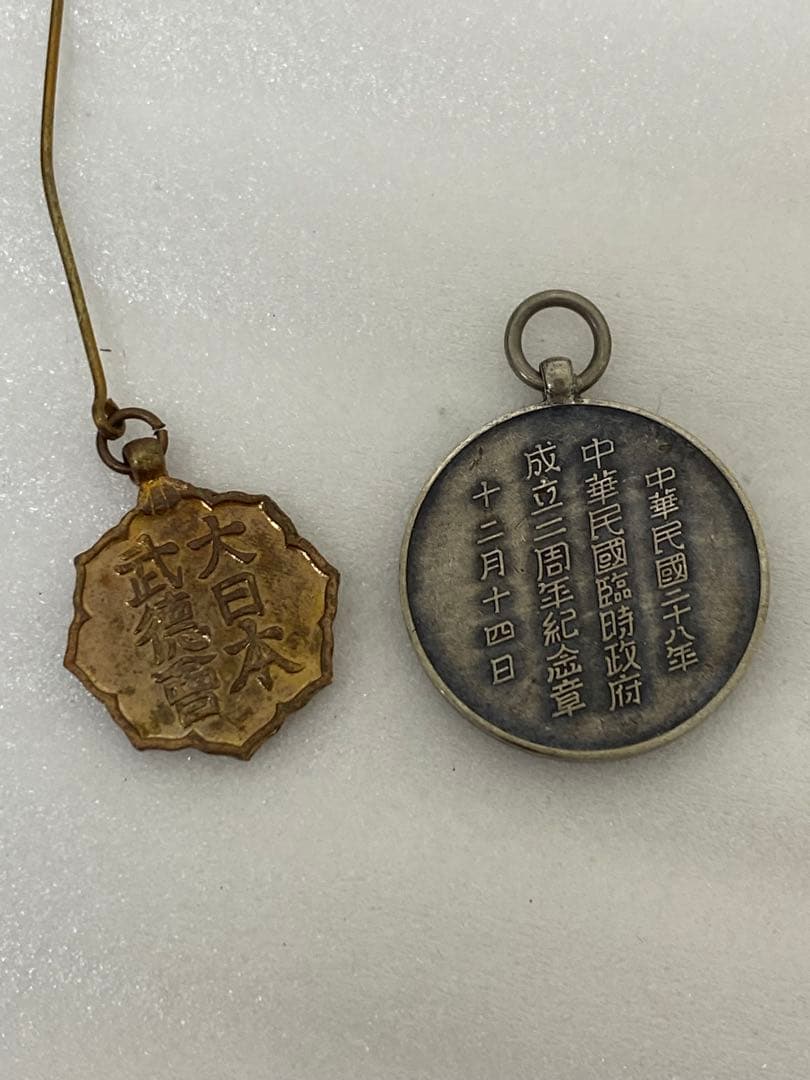 大日本
武德會
中華民國二十八年
中華民國臨時政府
成立二周年紀念章
十二月十四日